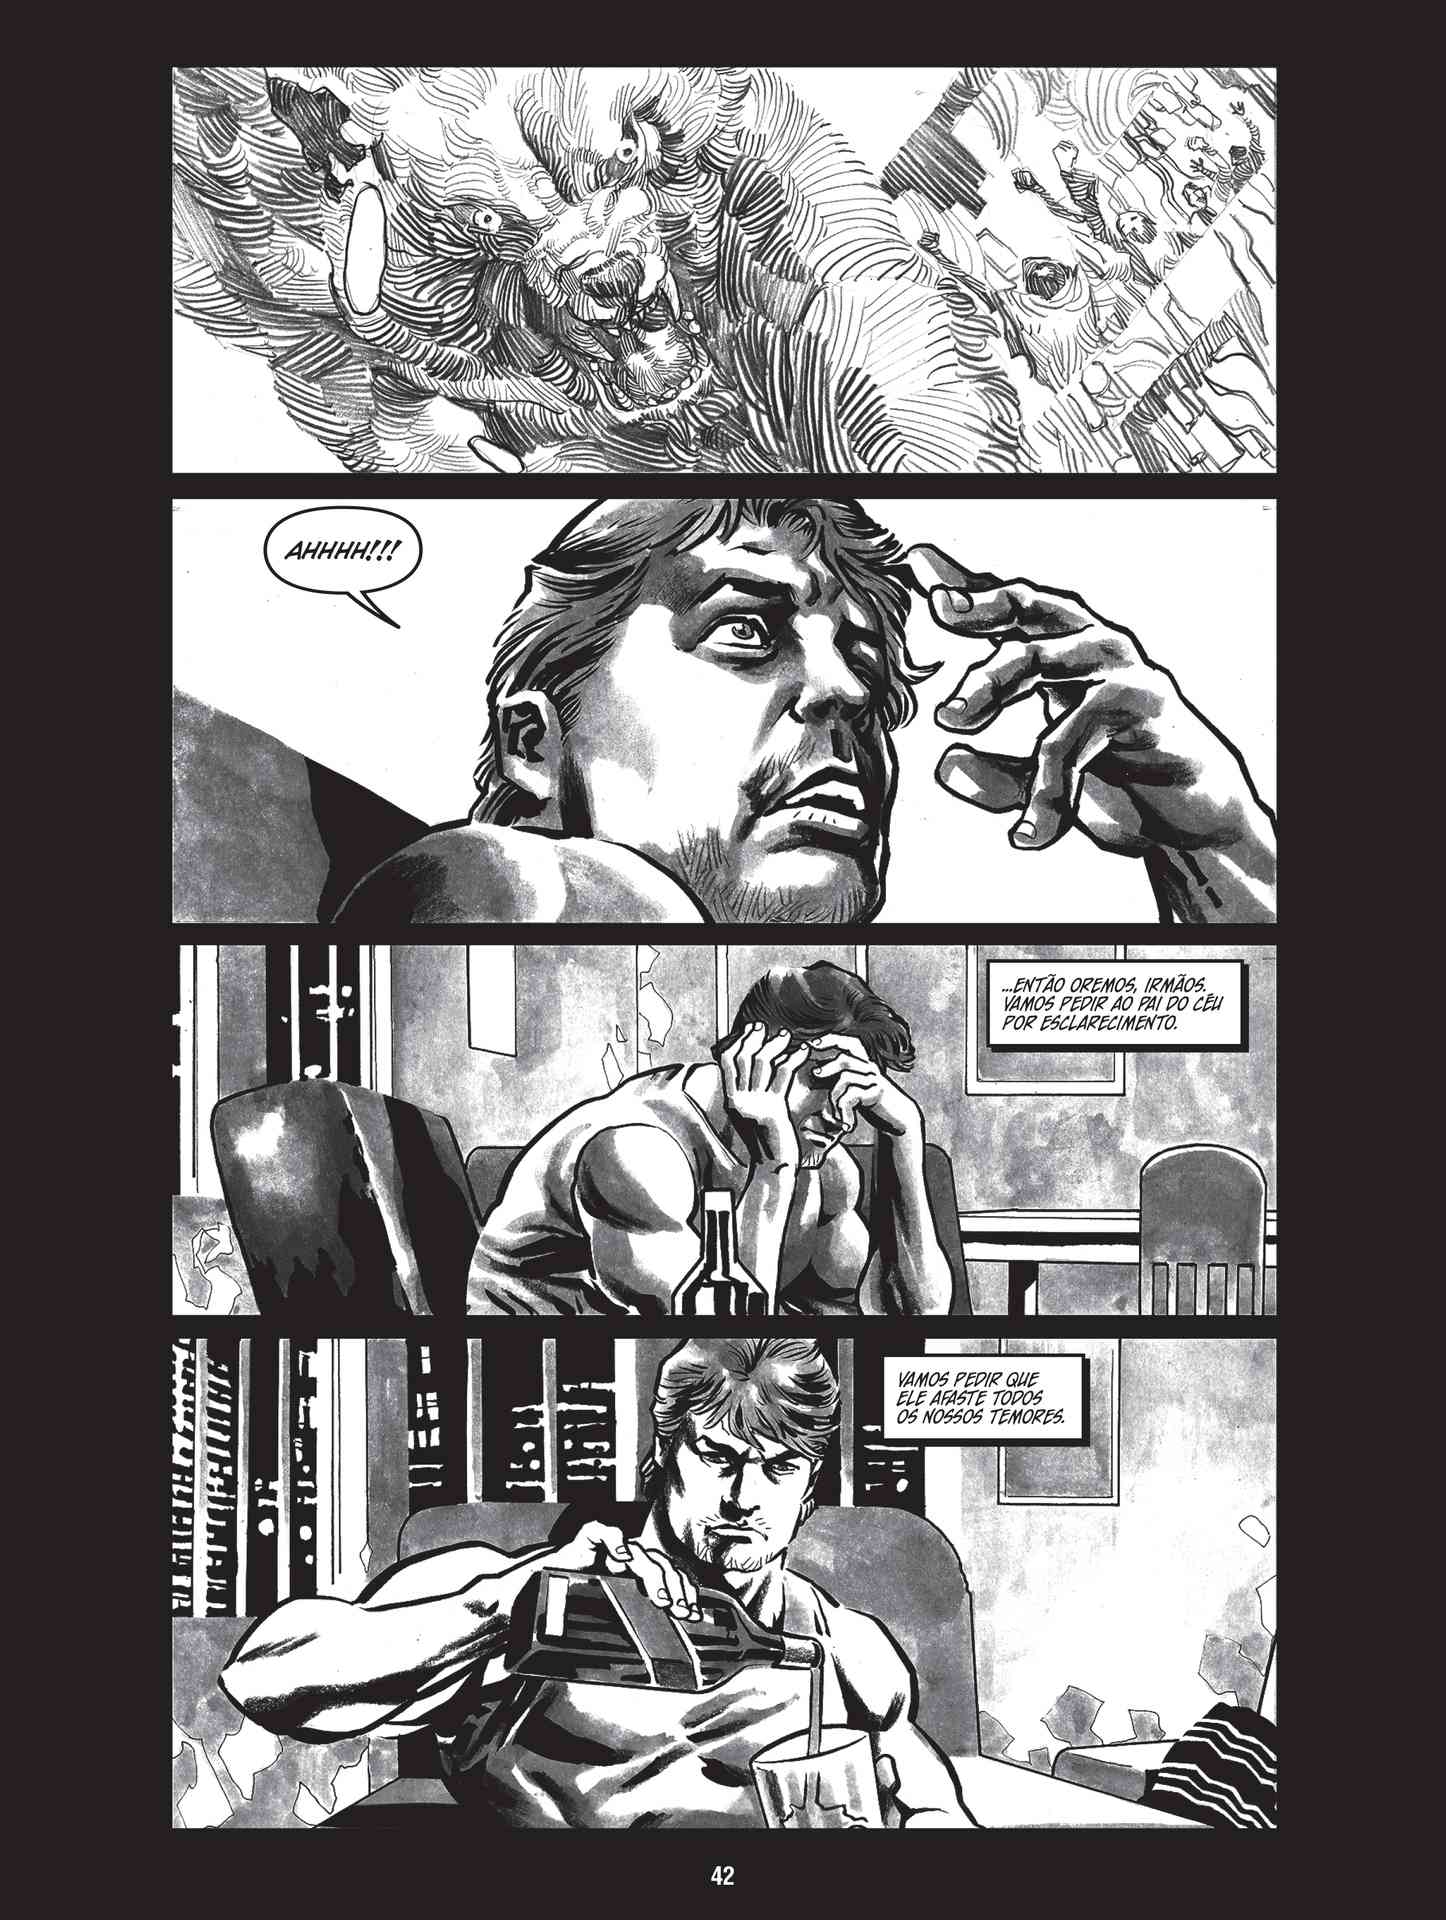 AHHHH!!!
...ENTÃO OREMOS, IRMÃOS.
VAMOS PEDIR AO PAI DO CÉU
POR ESCLARECIMENTO.
VAMOS PEDIR QUE
ELE AFASTE TODOS
OS NOSSOS TEMORES.
42